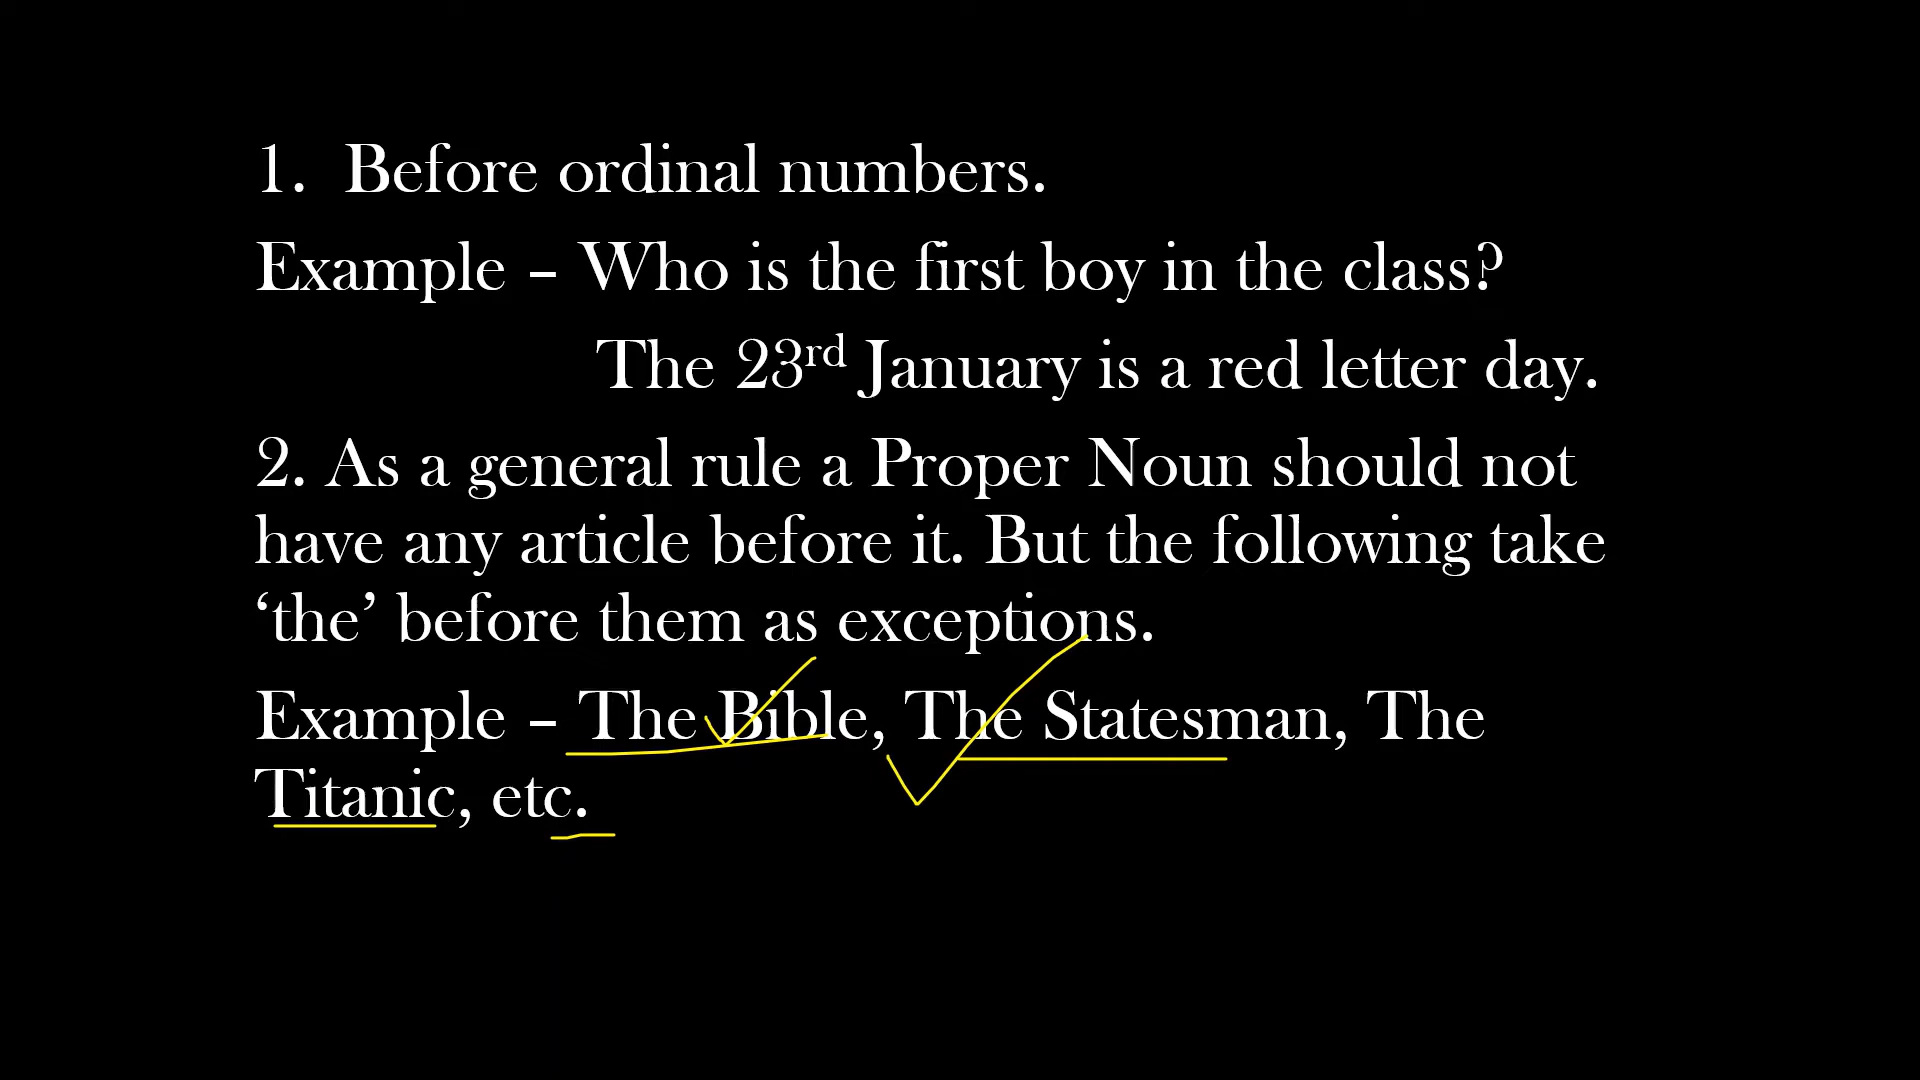 1. Before ordinal numbers.
Example – Who is the first boy in the class?
The 23rd January is a red letter day.
2. As a general rule a Proper Noun should not
have any article before it. But the following take
‘the’ before them as exceptions.
Example – The Bible, The Statesman, The
Titanic, etc.